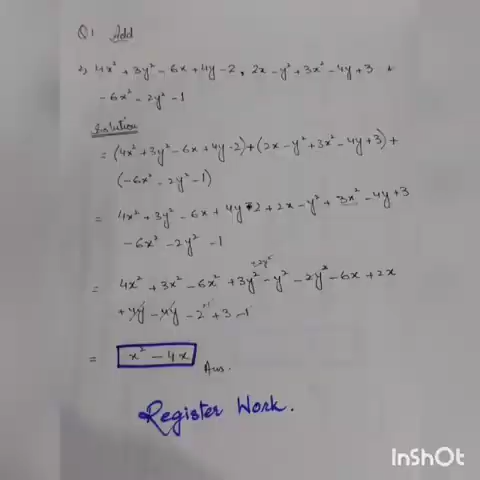 Q1 Add
1) 4x² + 3y² - 6x + 4y - 2, 2x - y² + 3x² - 4y + 3 +
- 6x² - 2y² - 1
Solution
= (4x² + 3y² - 6x + 4y - 2) + (2x - y² + 3x² - 4y + 3) +
(-6x² - 2y² - 1)
= 4x² + 3y² - 6x + 4y - 2 + 2x - y² + 3x² - 4y + 3
- 6x² - 2y² - 1
= 4x² + 3x² - 6x² + 3y² - y² - 2y² - 6x + 2x
+ 4y - 4y - 2 + 3 - 1
= x² - 4x Ans.
Register Work.
InShOt